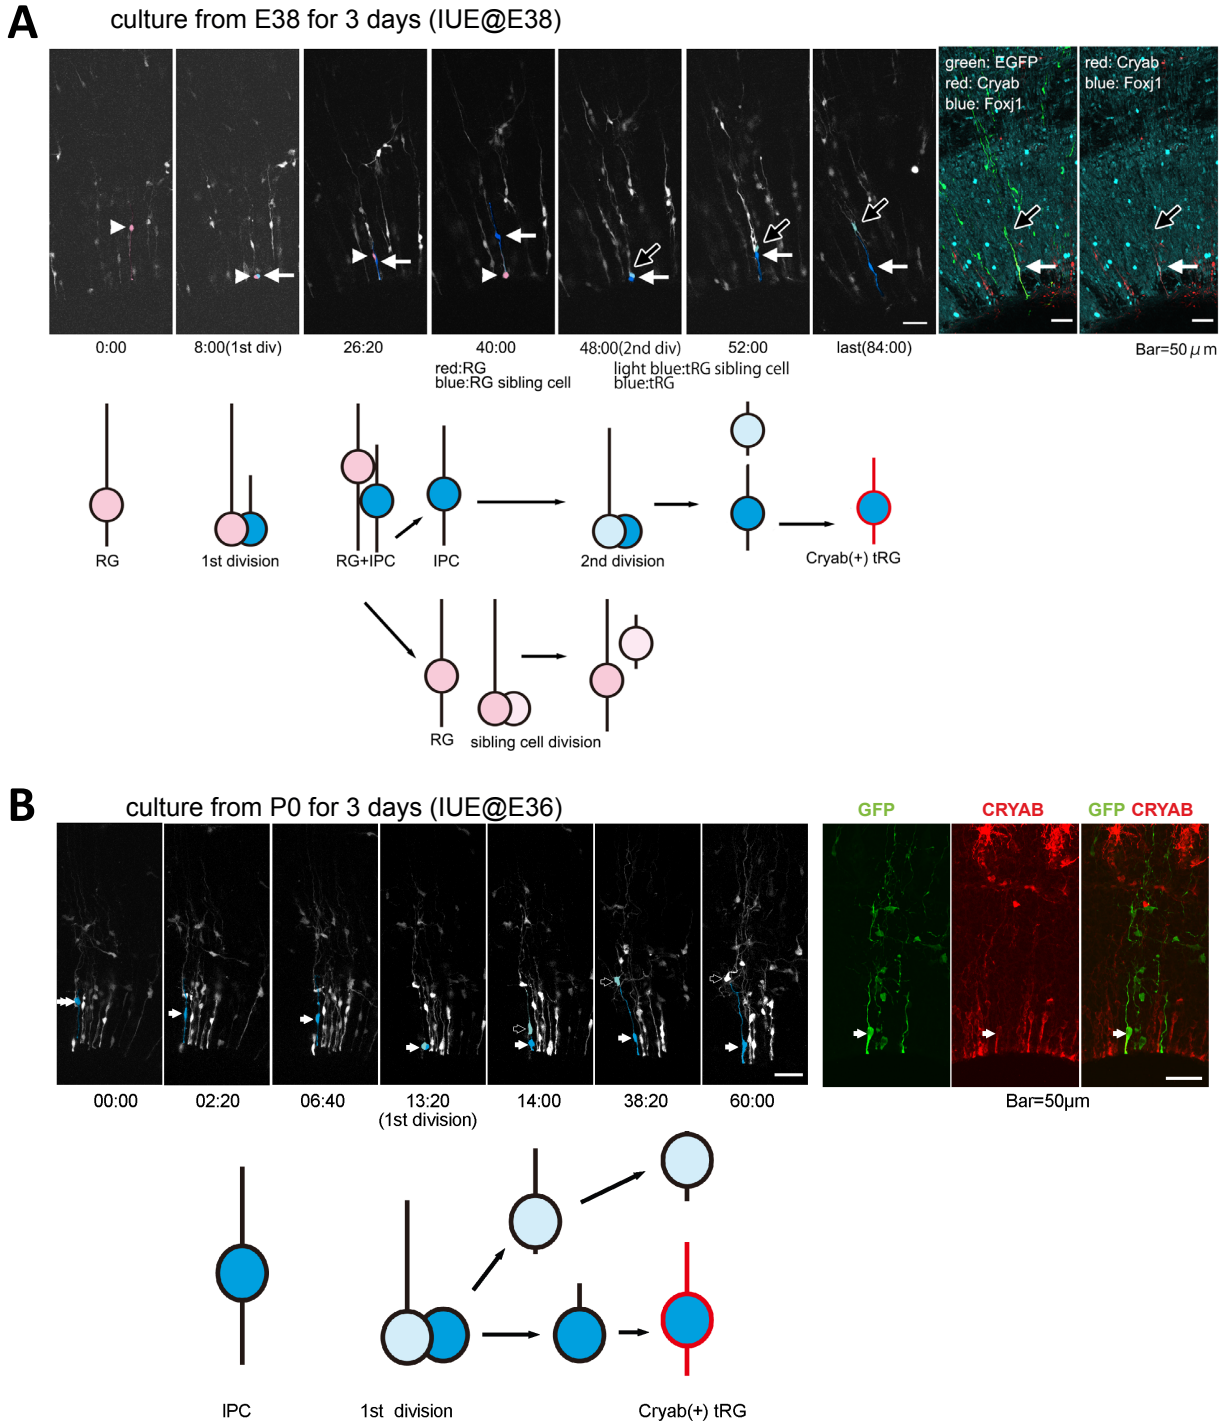 A
culture from E38 for 3 days (IUE@E38)
green: EGFP
red: Cryab
blue: Foxj1
red: Cryab
blue: Foxj1
0:00
8:00(1st div)
26:20
40:00
48:00(2nd div)
52:00
last(84:00)
Bar=50μm
red:RG
blue:RG sibling cell
light blue:tRG sibling cell
blue:tRG
RG
1st division
RG+IPC
IPC
2nd division
Cryab(+) tRG
RG
sibling cell division
B
culture from P0 for 3 days (IUE@E36)
GFP
CRYAB
GFP CRYAB
00:00
02:20
06:40
13:20
(1st division)
14:00
38:20
60:00
Bar=50μm
IPC
1st division
Cryab(+) tRG